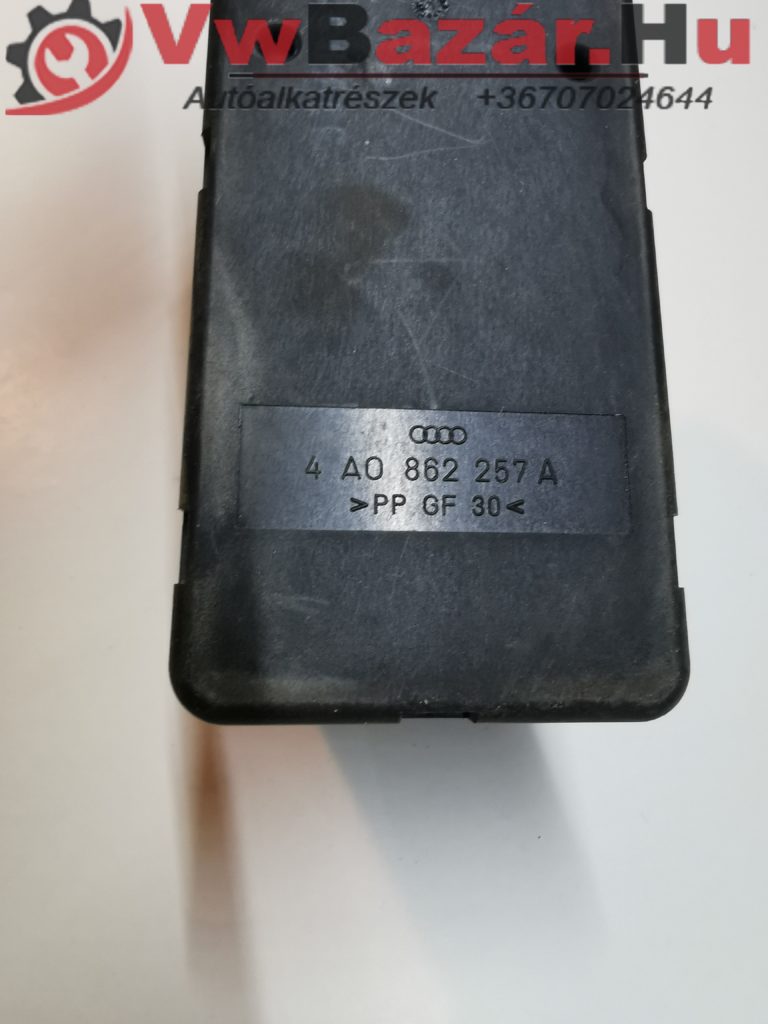 VwBazár.Hu
Autóalkatrészek +36707024644
4 A0 862 257 A
>PP GF 30<